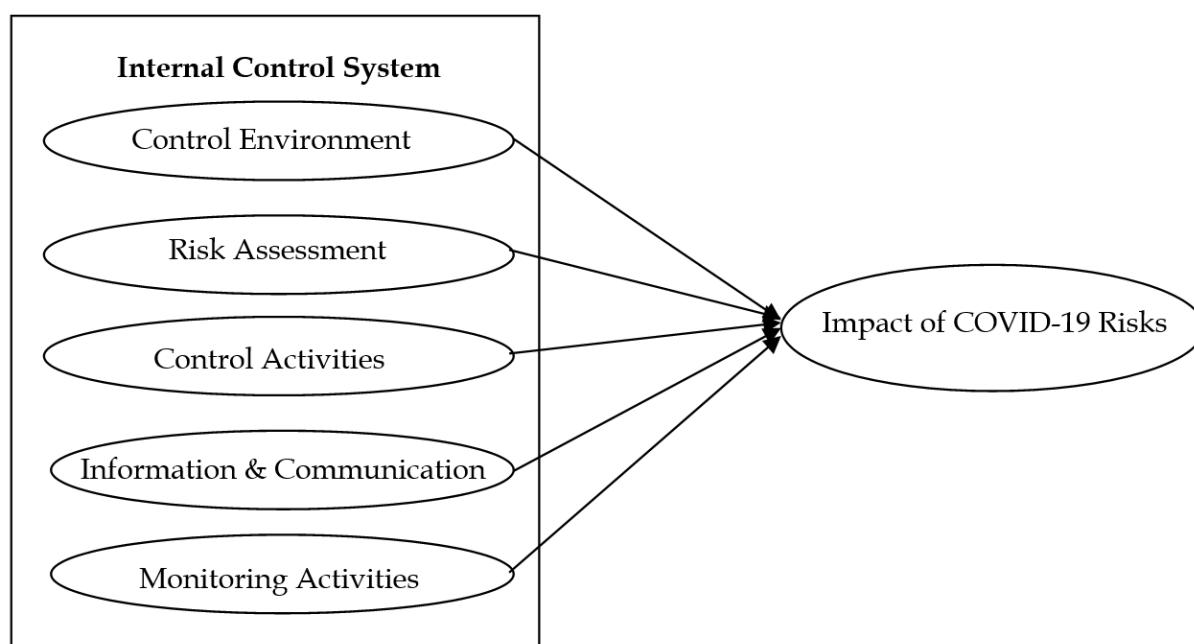 Internal Control System
Control Environment
Risk Assessment
Control Activities
Information & Communication
Monitoring Activities
Impact of COVID-19 Risks